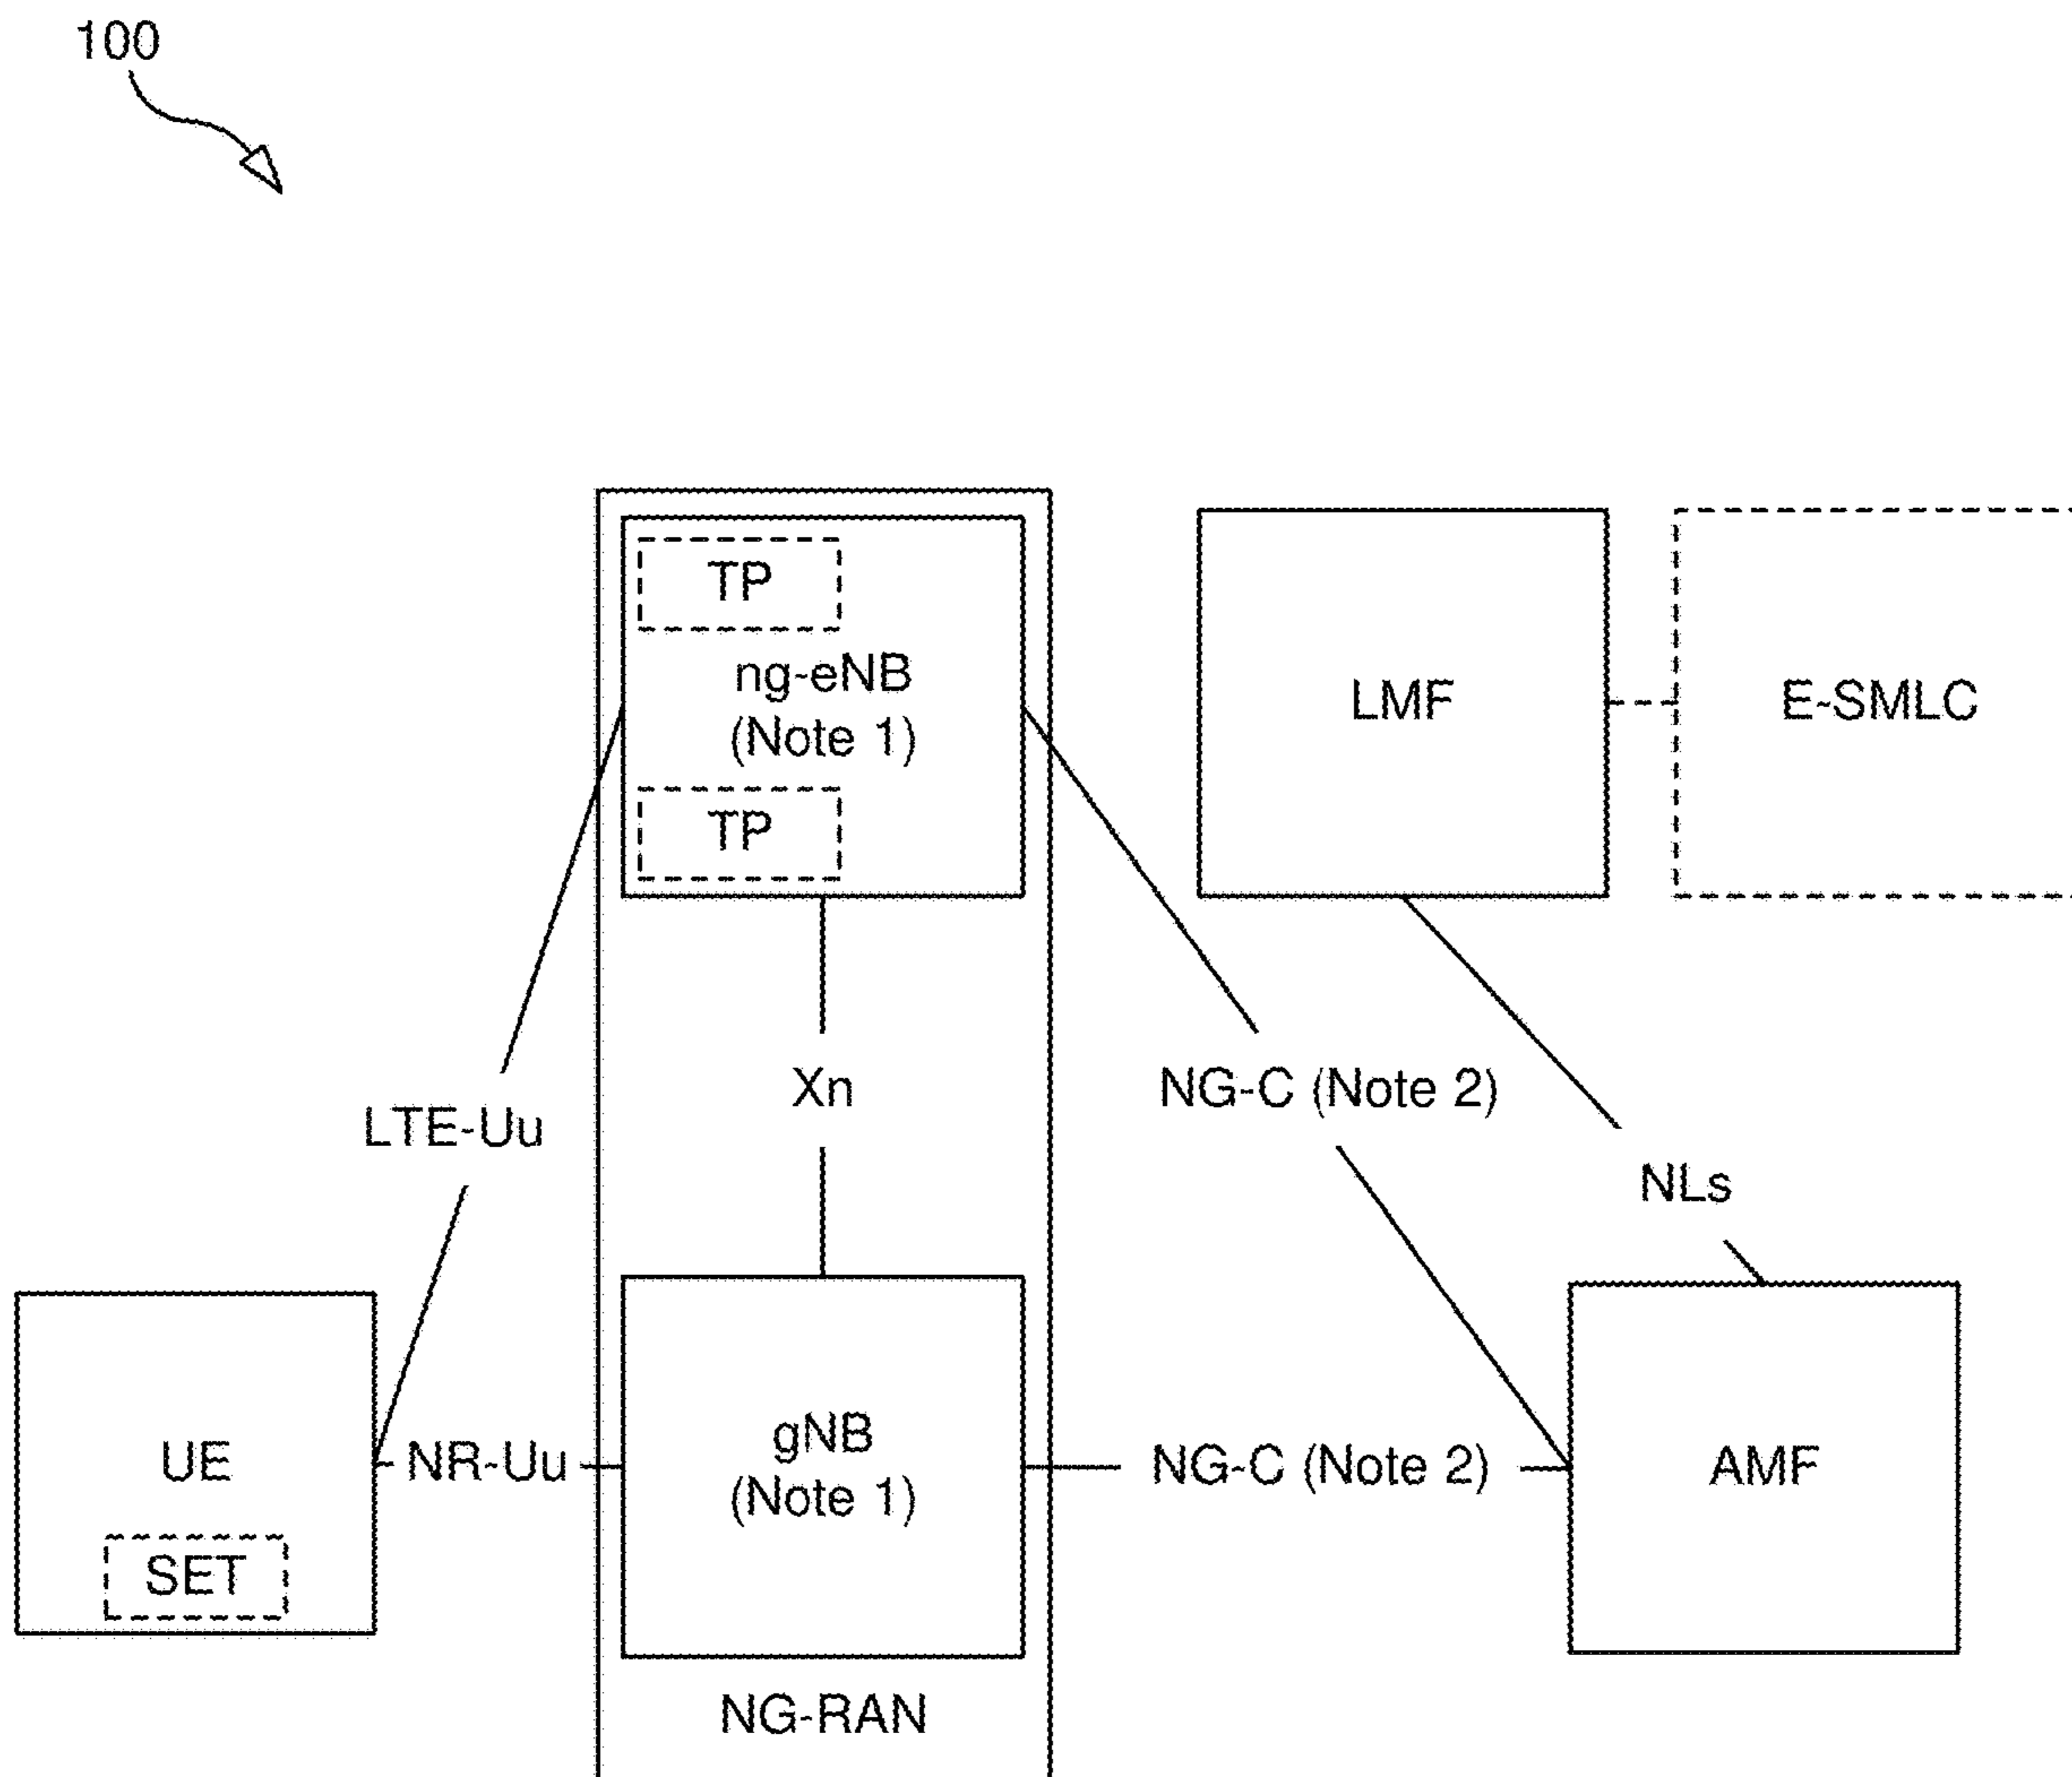 100
TP
ng-eNB
(Note 1)
TP
LMF
E-SMLC
LTE-Uu
Xn
NG-C (Note 2)
NLs
UE
SET
NR-Uu
gNB
(Note 1)
NG-C (Note 2)
AMF
NG-RAN